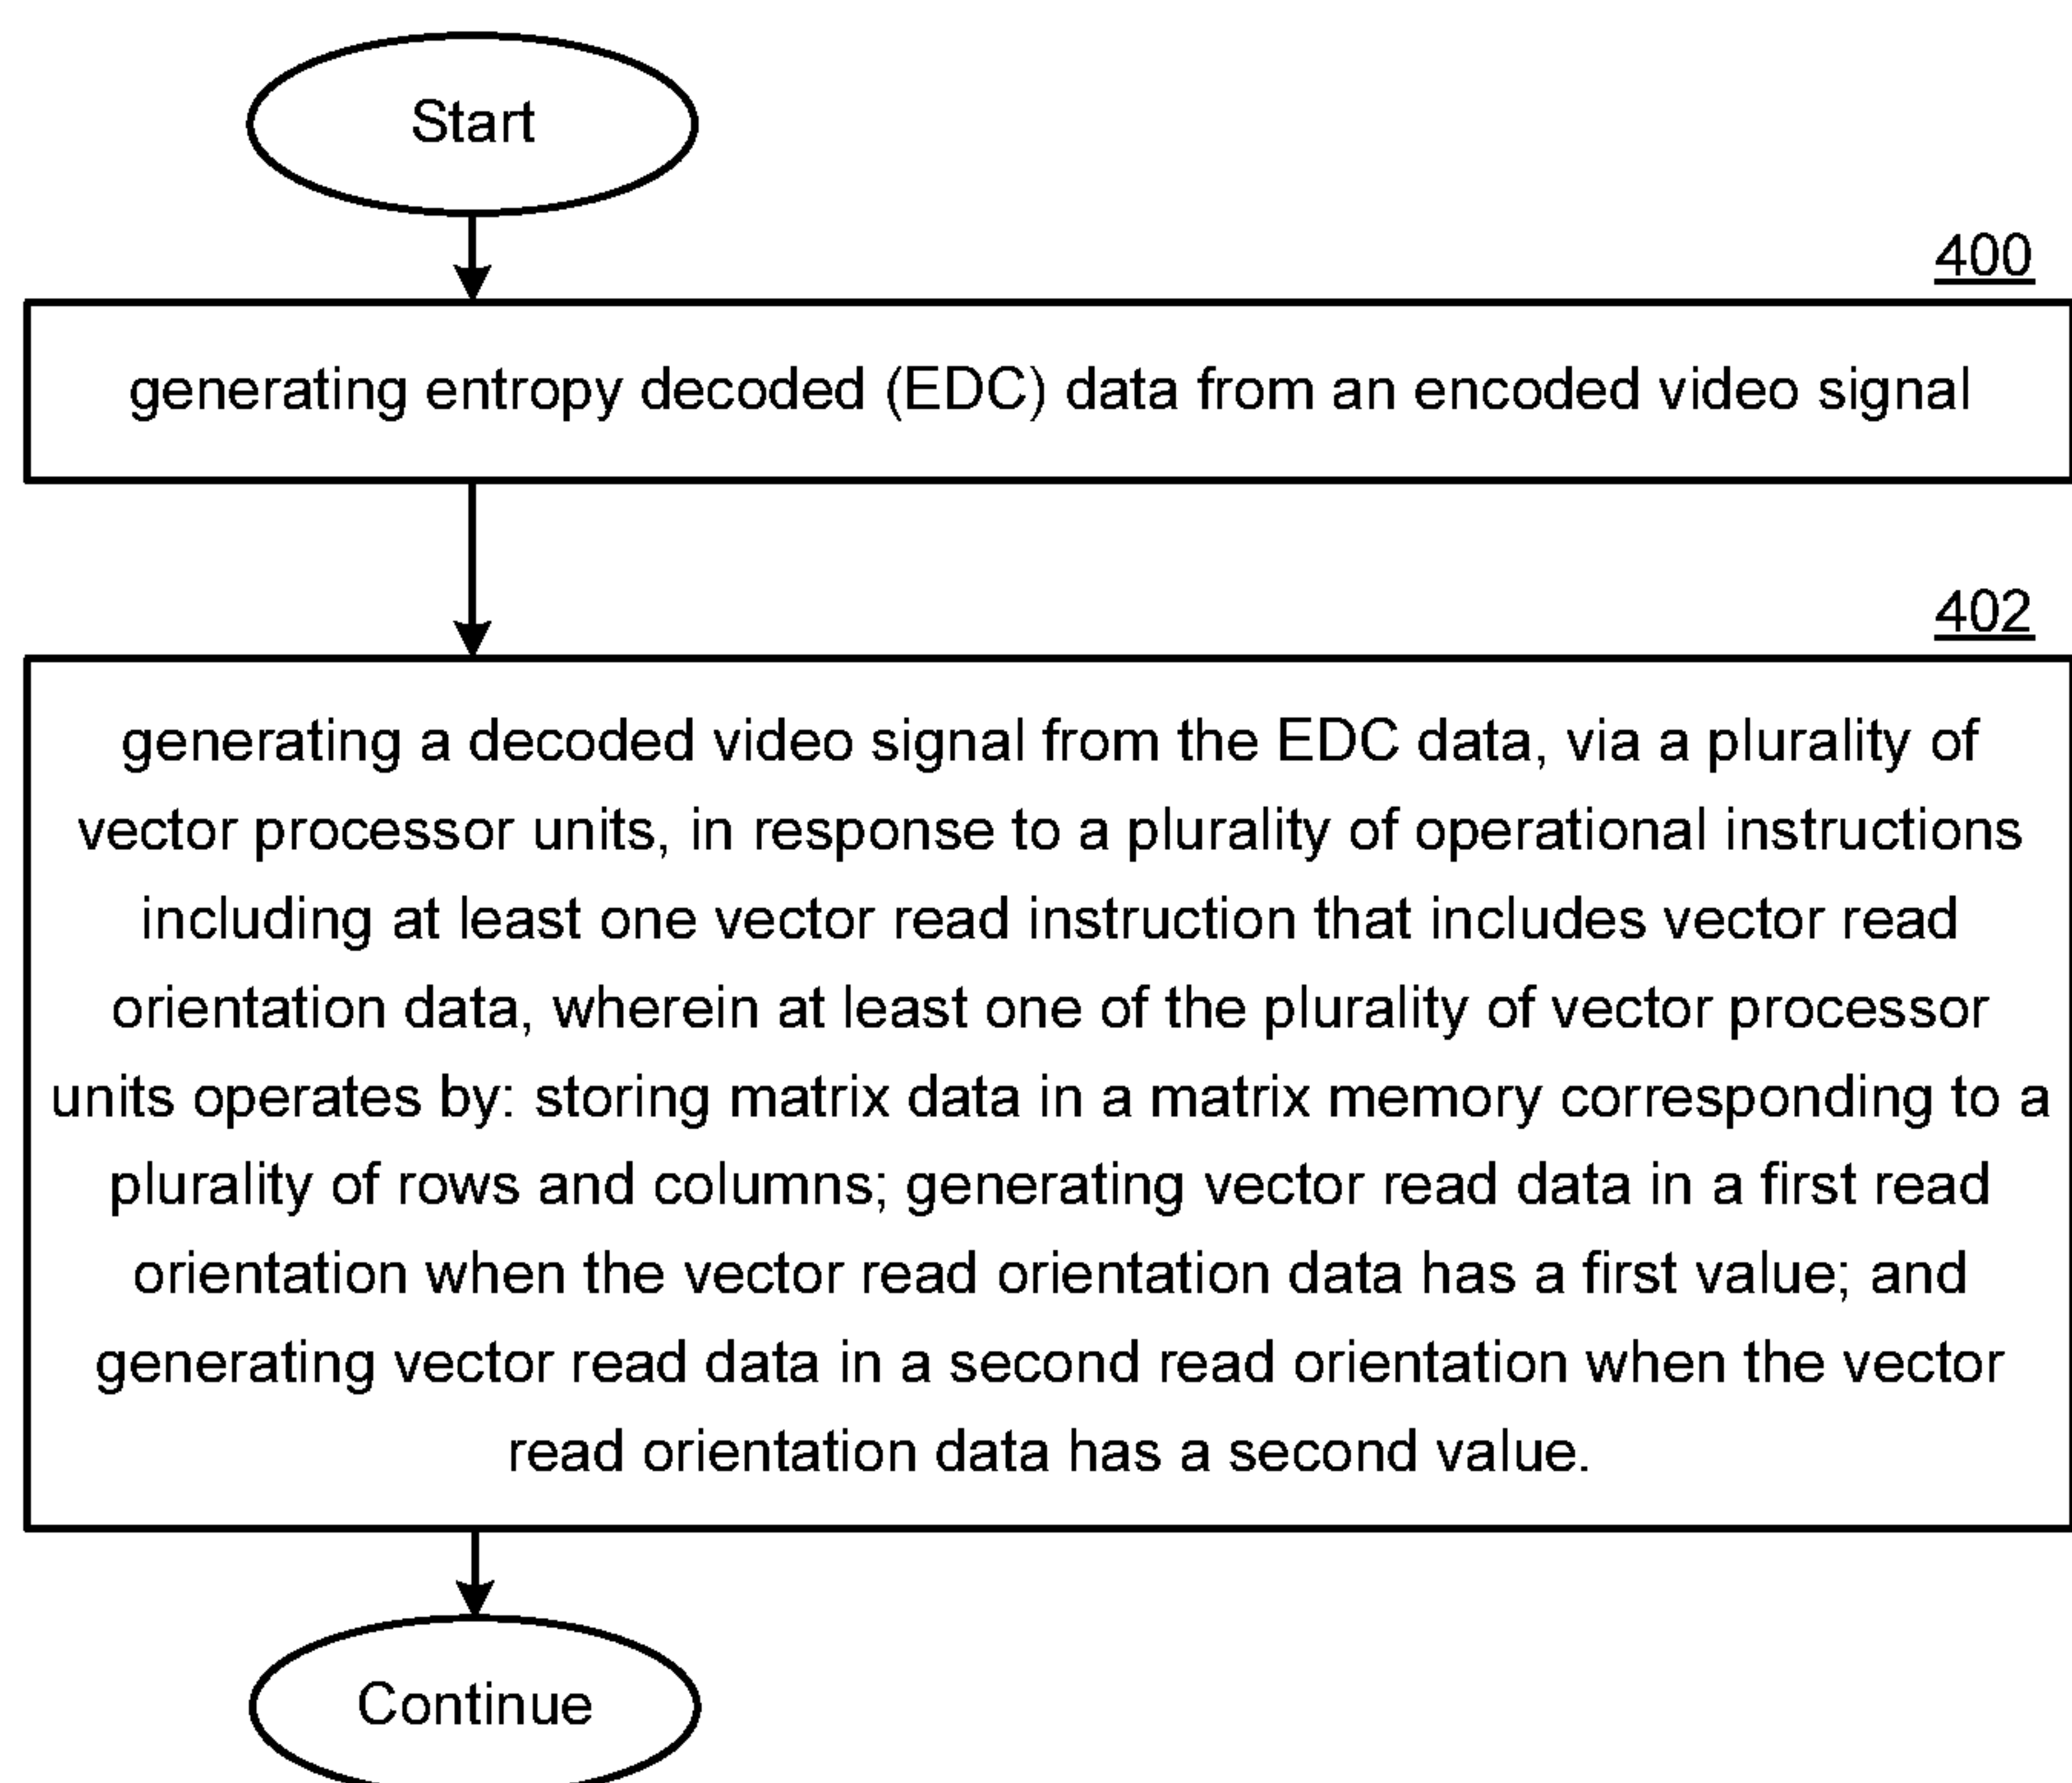 Start
400
generating entropy decoded (EDC) data from an encoded video signal
402
generating a decoded video signal from the EDC data, via a plurality of
vector processor units, in response to a plurality of operational instructions
including at least one vector read instruction that includes vector read
orientation data, wherein at least one of the plurality of vector processor
units operates by: storing matrix data in a matrix memory corresponding to a
plurality of rows and columns; generating vector read data in a first read
orientation when the vector read orientation data has a first value; and
generating vector read data in a second read orientation when the vector
read orientation data has a second value.
Continue